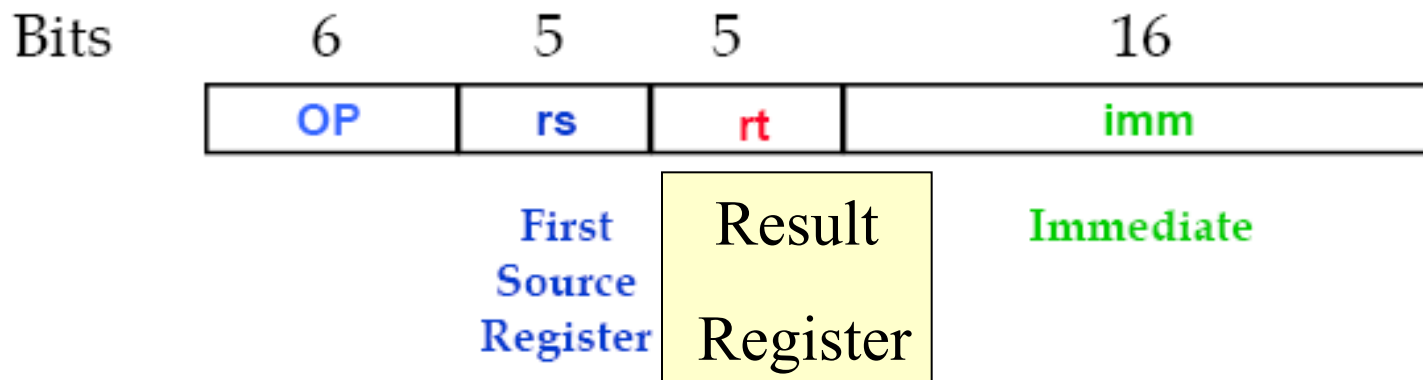 Bits 6 5 5 16
OP rs rt imm
First
Source
Register
Result
Register
Immediate